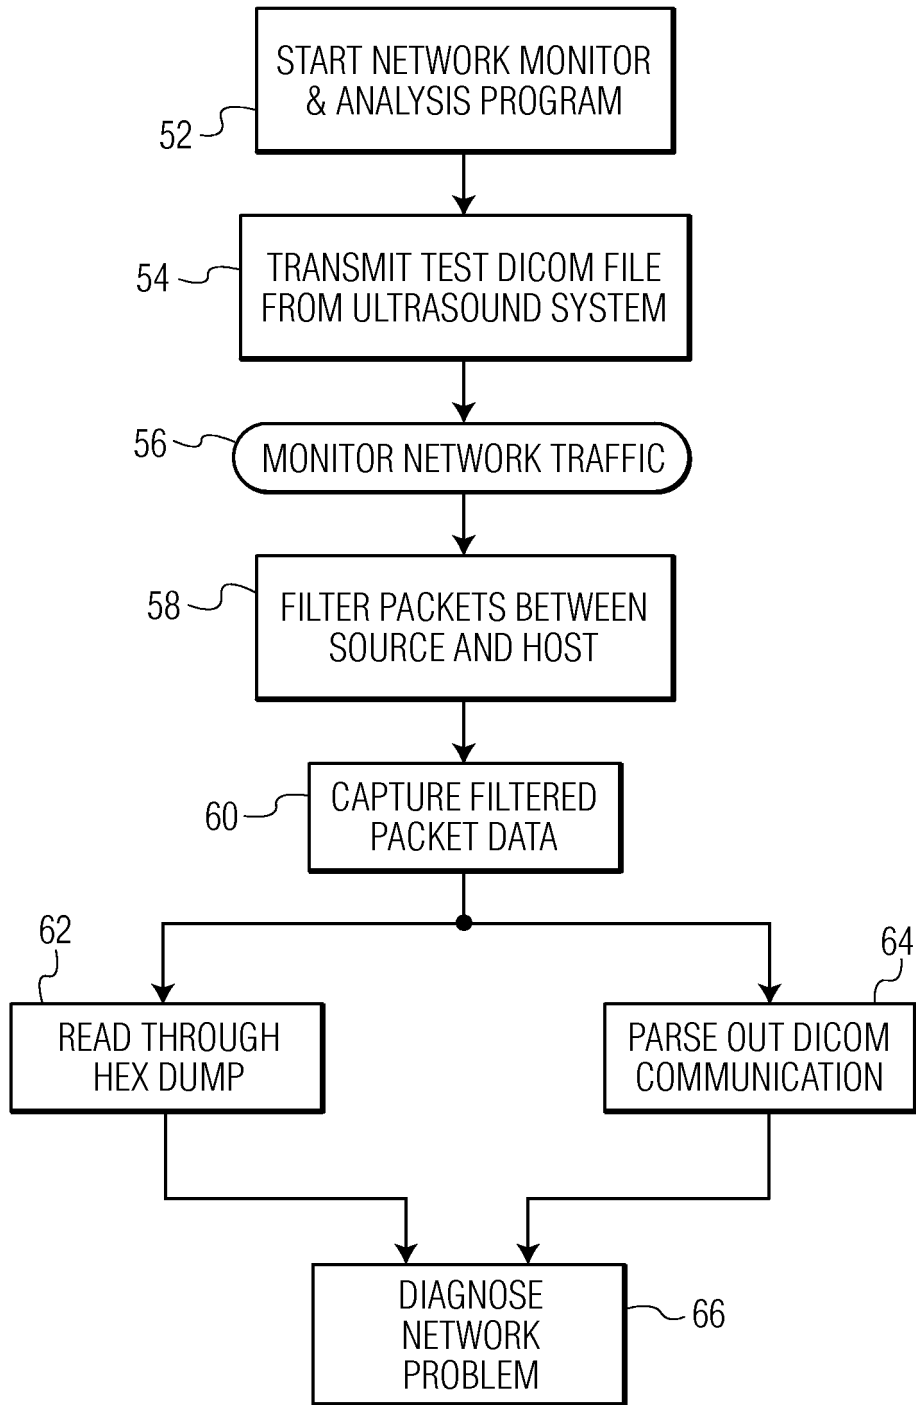 START NETWORK MONITOR
& ANALYSIS PROGRAM
52
TRANSMIT TEST DICOM FILE
FROM ULTRASOUND SYSTEM
54
56
MONITOR NETWORK TRAFFIC
58
FILTER PACKETS BETWEEN
SOURCE AND HOST
60
CAPTURE FILTERED
PACKET DATA
62
64
READ THROUGH
HEX DUMP
PARSE OUT DICOM
COMMUNICATION
DIAGNOSE
NETWORK
PROBLEM
66